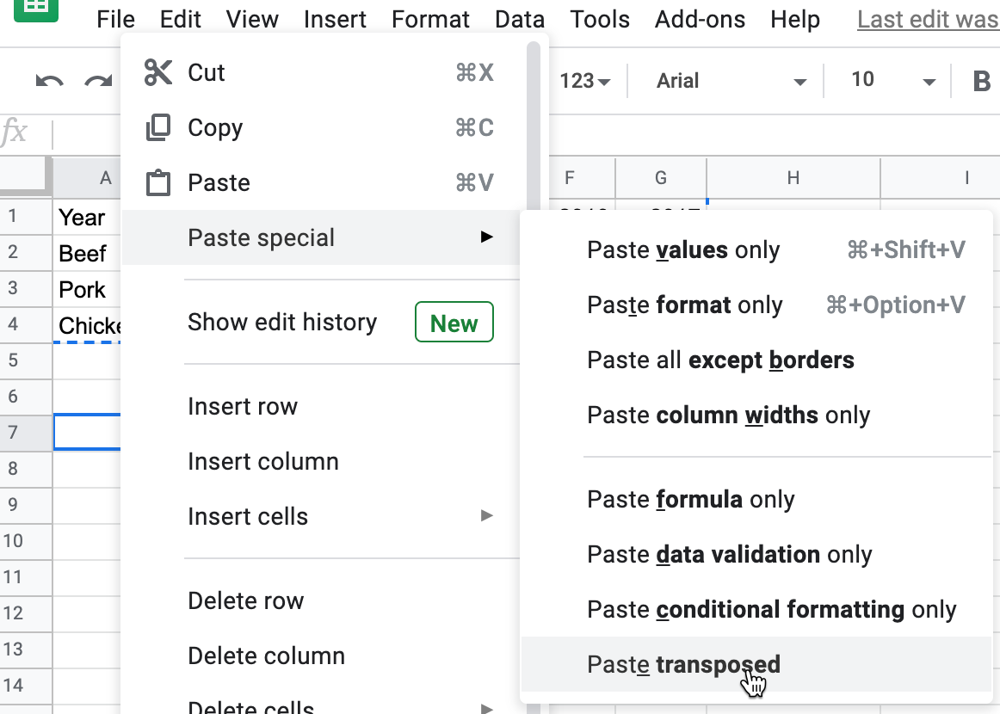 File Edit View Insert Format Data Tools Add-ons Help Last edit was
Cut ⌘X
Copy ⌘C
Paste ⌘V
Paste special ►
Show edit history New
Insert row
Insert column
Insert cells ►
Delete row
Delete column
Delete cells ►
123 Arial 10 B
fx
A F G H I
1 Year
2 Beef
3 Pork
4 Chicke
5
6
7
8
9
10
11
12
13
14
Paste values only ⌘+Shift+V
Paste format only ⌘+Option+V
Paste all except borders
Paste column widths only
Paste formula only
Paste data validation only
Paste conditional formatting only
Paste transposed